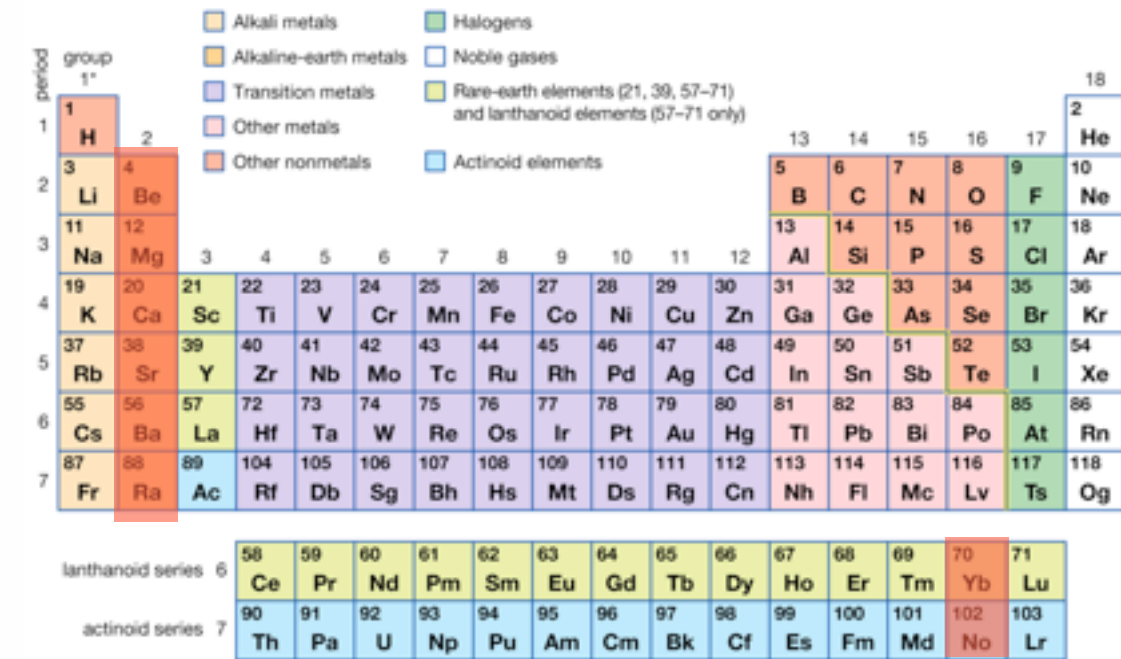 Alkali metals Halogens
Alkaline-earth metals Noble gases
Transition metals Rare-earth elements (21, 39, 57–71)
and lanthanoid elements (57–71 only)
Other metals
Other nonmetals Actinoid elements
period
group
1* 18
1 2
1 H 2 13 14 15 16 17 He
3 4 5 6 7 8 9 10
2 Li Be B C N O F Ne
11 12 13 14 15 16 17 18
3 Na Mg 3 4 5 6 7 8 9 10 11 12 Al Si P S Cl Ar
19 20 21 22 23 24 25 26 27 28 29 30 31 32 33 34 35 36
4 K Ca Sc Ti V Cr Mn Fe Co Ni Cu Zn Ga Ge As Se Br Kr
37 38 39 40 41 42 43 44 45 46 47 48 49 50 51 52 53 54
5 Rb Sr Y Zr Nb Mo Tc Ru Rh Pd Ag Cd In Sn Sb Te I Xe
55 56 57 72 73 74 75 76 77 78 79 80 81 82 83 84 85 86
6 Cs Ba La Hf Ta W Re Os Ir Pt Au Hg Tl Pb Bi Po At Rn
87 88 89 104 105 106 107 108 109 110 111 112 113 114 115 116 117 118
7 Fr Ra Ac Rf Db Sg Bh Hs Mt Ds Rg Cn Nh Fl Mc Lv Ts Og
58 59 60 61 62 63 64 65 66 67 68 69 70 71
lanthanoid series 6 Ce Pr Nd Pm Sm Eu Gd Tb Dy Ho Er Tm Yb Lu
90 91 92 93 94 95 96 97 98 99 100 101 102 103
actinoid series 7 Th Pa U Np Pu Am Cm Bk Cf Es Fm Md No Lr